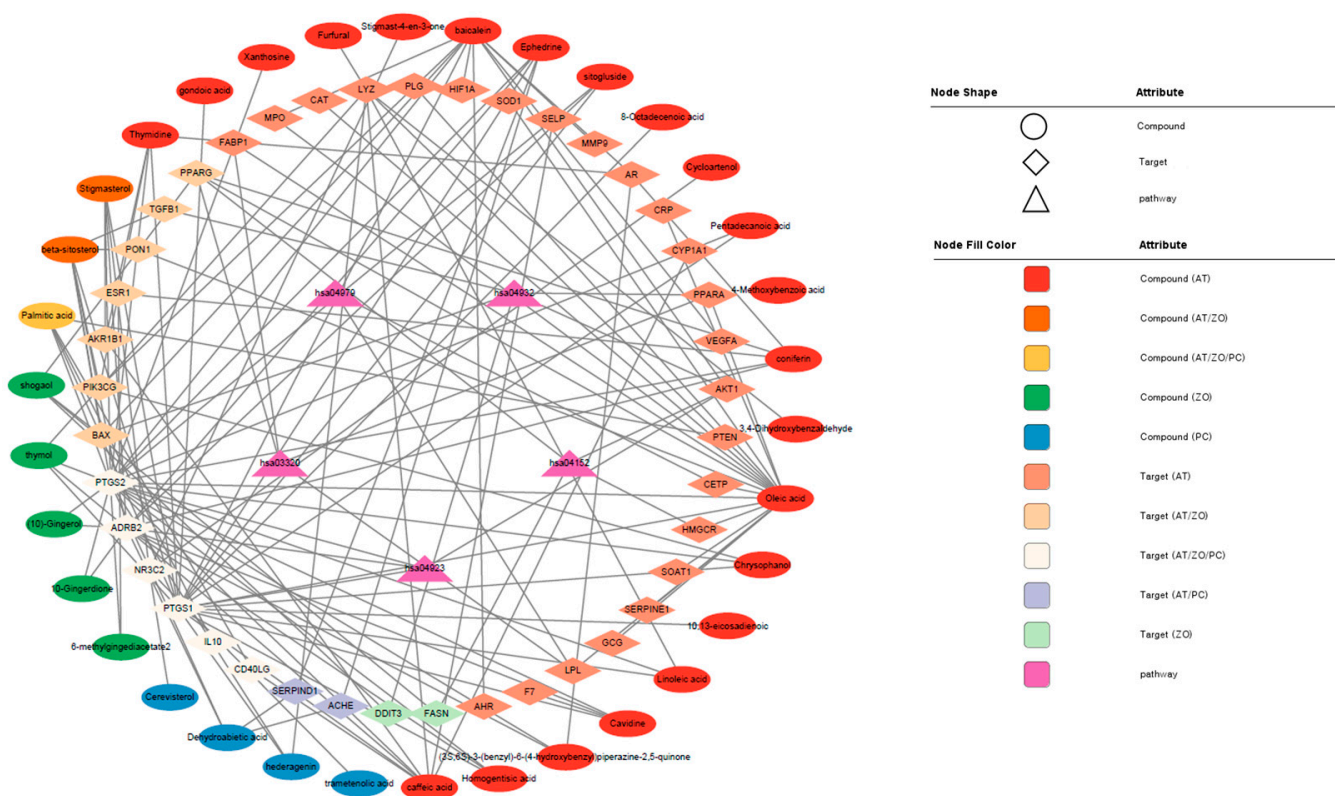 Stigmast-4-en-3-one
baicalein
Furfural
Ephedrine
Xanthosine
sitogluside
gondoic acid
CAT
LYZ
PLG
HIF1A
SOD1
8-Octadecenoic acid
MPO
SELP
Thymidine
FABP1
MMP9
PPARG
AR
Cycloartenol
Stigmasterol
TGFB1
CRP
Pentadecanoic acid
beta-sitosterol
PON1
CYP1A1
ESR1
hsa04979
hsa04932
PPARA
4-Methoxybenzoic acid
Palmitic acid
AKR1B1
VEGFA
coniferin
shogaol
PIK3CG
AKT1
BAX
PTEN
3,4-Dihydroxybenzaldehyde
thymol
PTGS2
hsa03320
hsa04152
CETP
Oleic acid
(10)-Gingerol
ADRB2
HMGCR
NR3C2
hsa04923
SOAT1
Chrysophanol
10-Gingerdione
PTGS1
SERPINE1
10,13-eicosadienoic
6-methylgingediacetate2
IL10
GCG
CD40LG
LPL
Linoleic acid
Cerevisterol
SERPIND1
ACHE
DDIT3
FASN
AHR
F7
Cavidine
Dehydroabietic acid
(3S,6S)-3-(benzyl)-6-(4-hydroxybenzyl)piperazine-2,5-quinone
hederagenin
trametenolic acid
caffeic acid
Homogentisic acid
Node Shape Attribute
Compound
Target
pathway
Node Fill Color Attribute
Compound (AT)
Compound (AT/ZO)
Compound (AT/ZO/PC)
Compound (ZO)
Compound (PC)
Target (AT)
Target (AT/ZO)
Target (AT/ZO/PC)
Target (AT/PC)
Target (ZO)
pathway